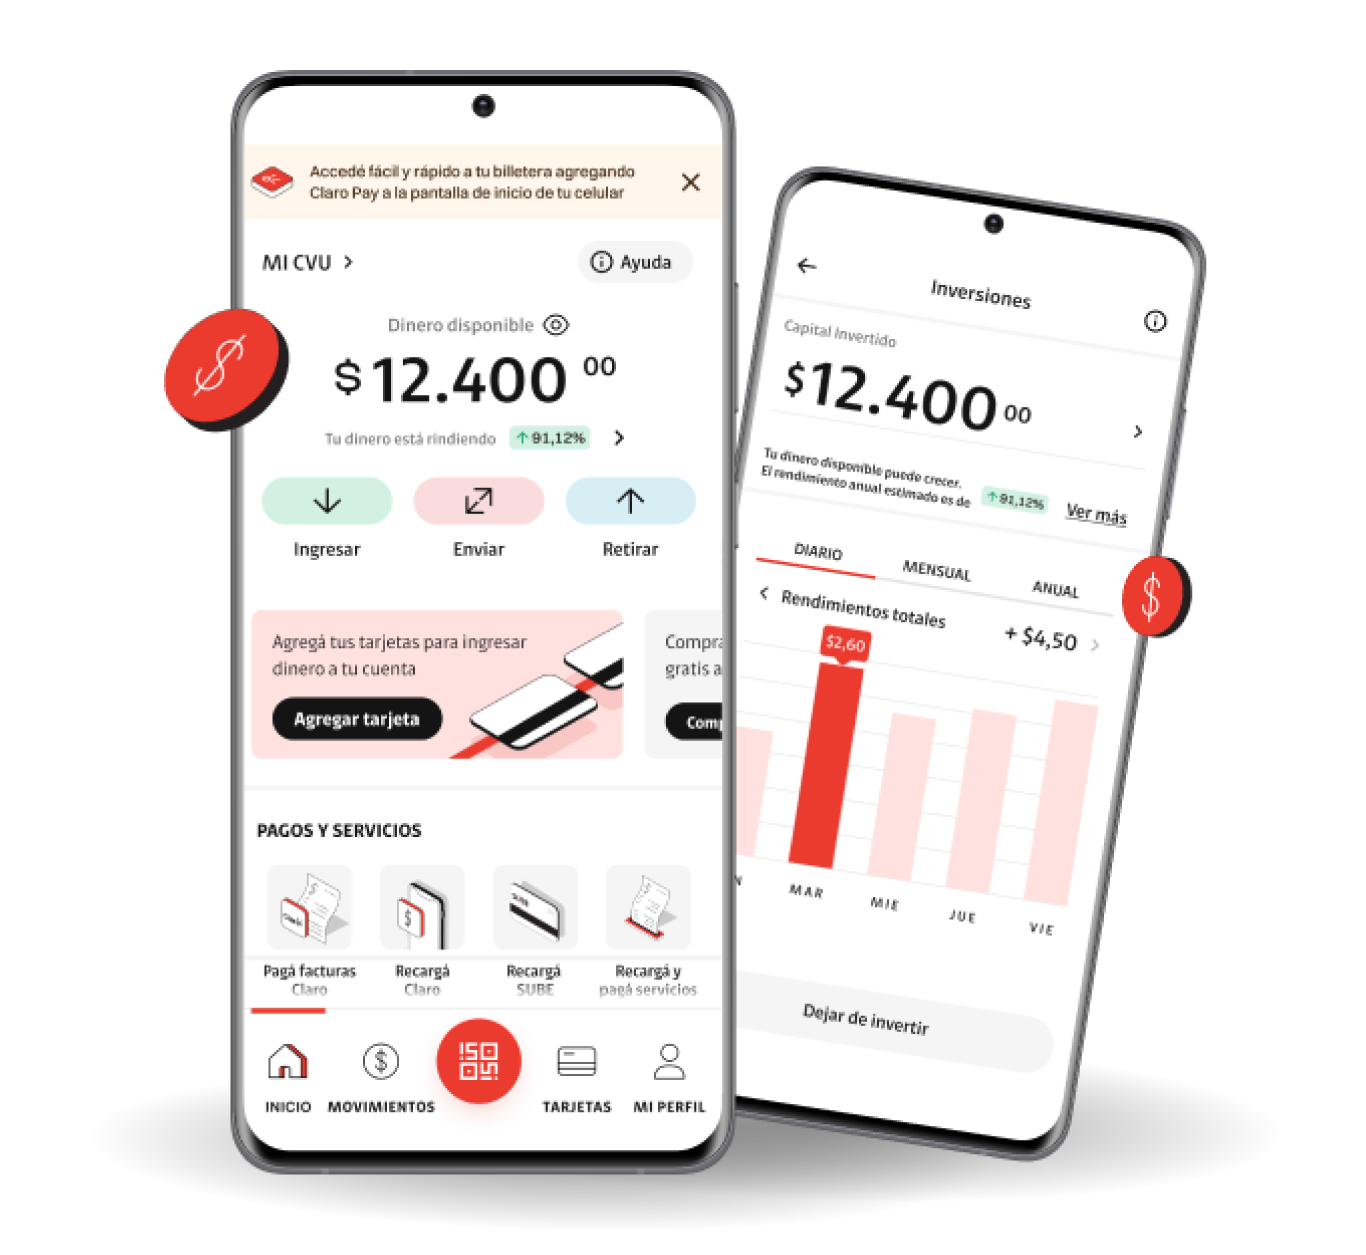 Accedé fácil y rápido a tu billetera agregando
Claro Pay a la pantalla de inicio de tu celular
MI CVU
Ayuda
Dinero disponible
$ 12.400 00
Tu dinero está rindiendo 91,12%
Ingresar Enviar Retirar
Agregá tus tarjetas para ingresar
dinero a tu cuenta
Agregar tarjeta
gratis a
PAGOS Y SERVICIOS
SUBE
Pagá facturas
Claro
Recargá
Claro
Recargá
SUBE
Recargá y
pagá servicios
INICIO MOVIMIENTOS TARJETAS MI PERFIL
Inversiones
Capital Invertido
$12.400 00
Tu dinero disponible puede crecer.
El rendimiento anual estimado es de
91,12%
Ver más
DIARIO MENSUAL ANUAL
Rendimientos totales + $4,50
$2,60
MAR MIE JUE VIE
Dejar de invertir